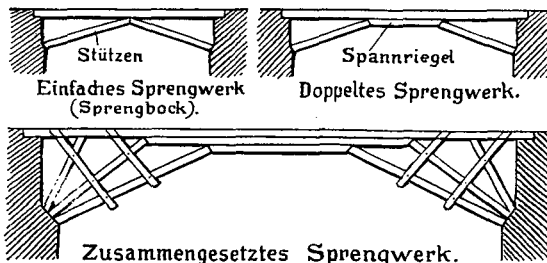 Stützen
Einfaches Sprengwerk
(Sprengbock).
Spannriegel
Doppeltes Sprengwerk.
Zusammengesetztes Sprengwerk.